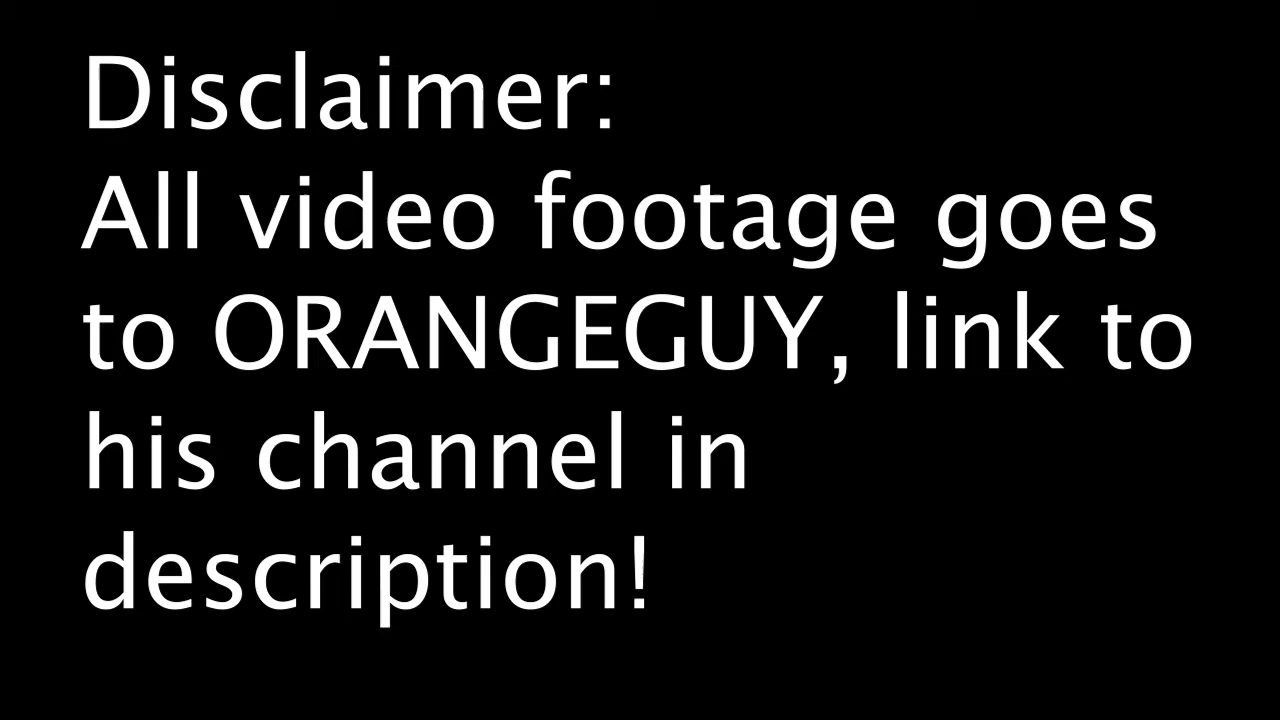 Disclaimer:
All video footage goes
to ORANGEGUY, link to
his channel in
description!